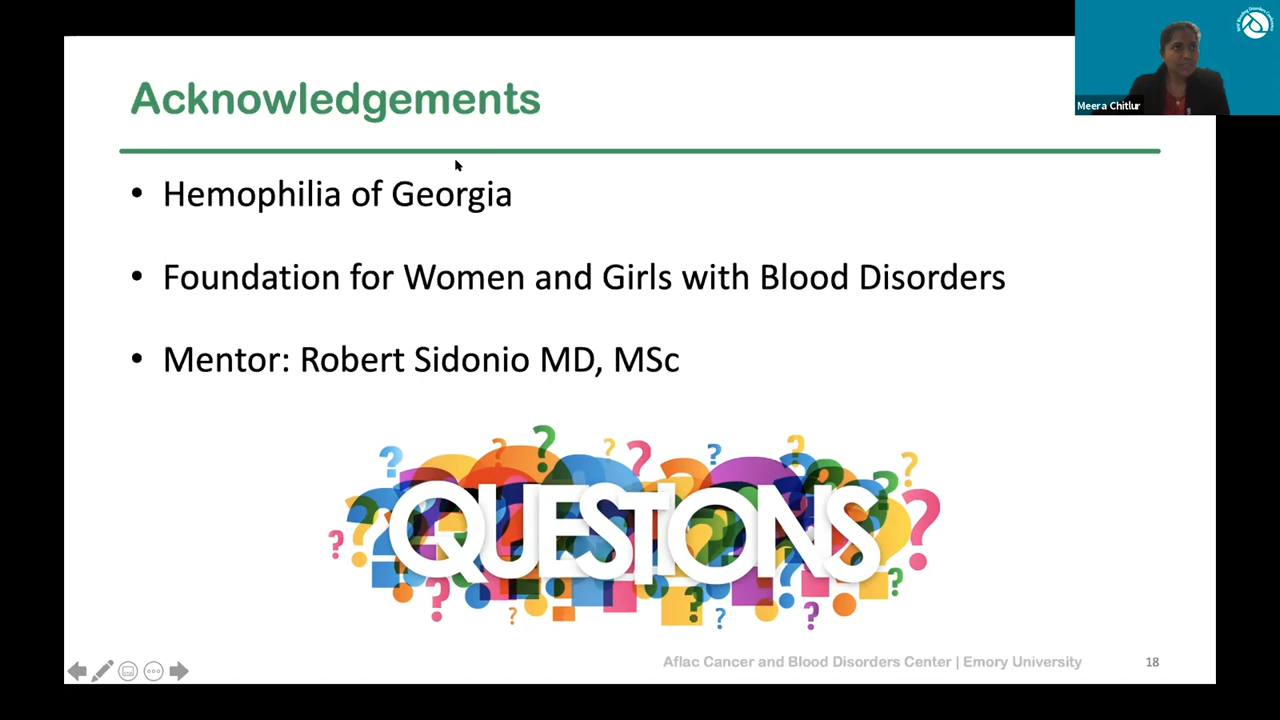 Acknowledgements
Meera Chitlur
• Hemophilia of Georgia
• Foundation for Women and Girls with Blood Disorders
• Mentor: Robert Sidonio MD, MSc
QUESTIONS
Aflac Cancer and Blood Disorders Center | Emory University
18